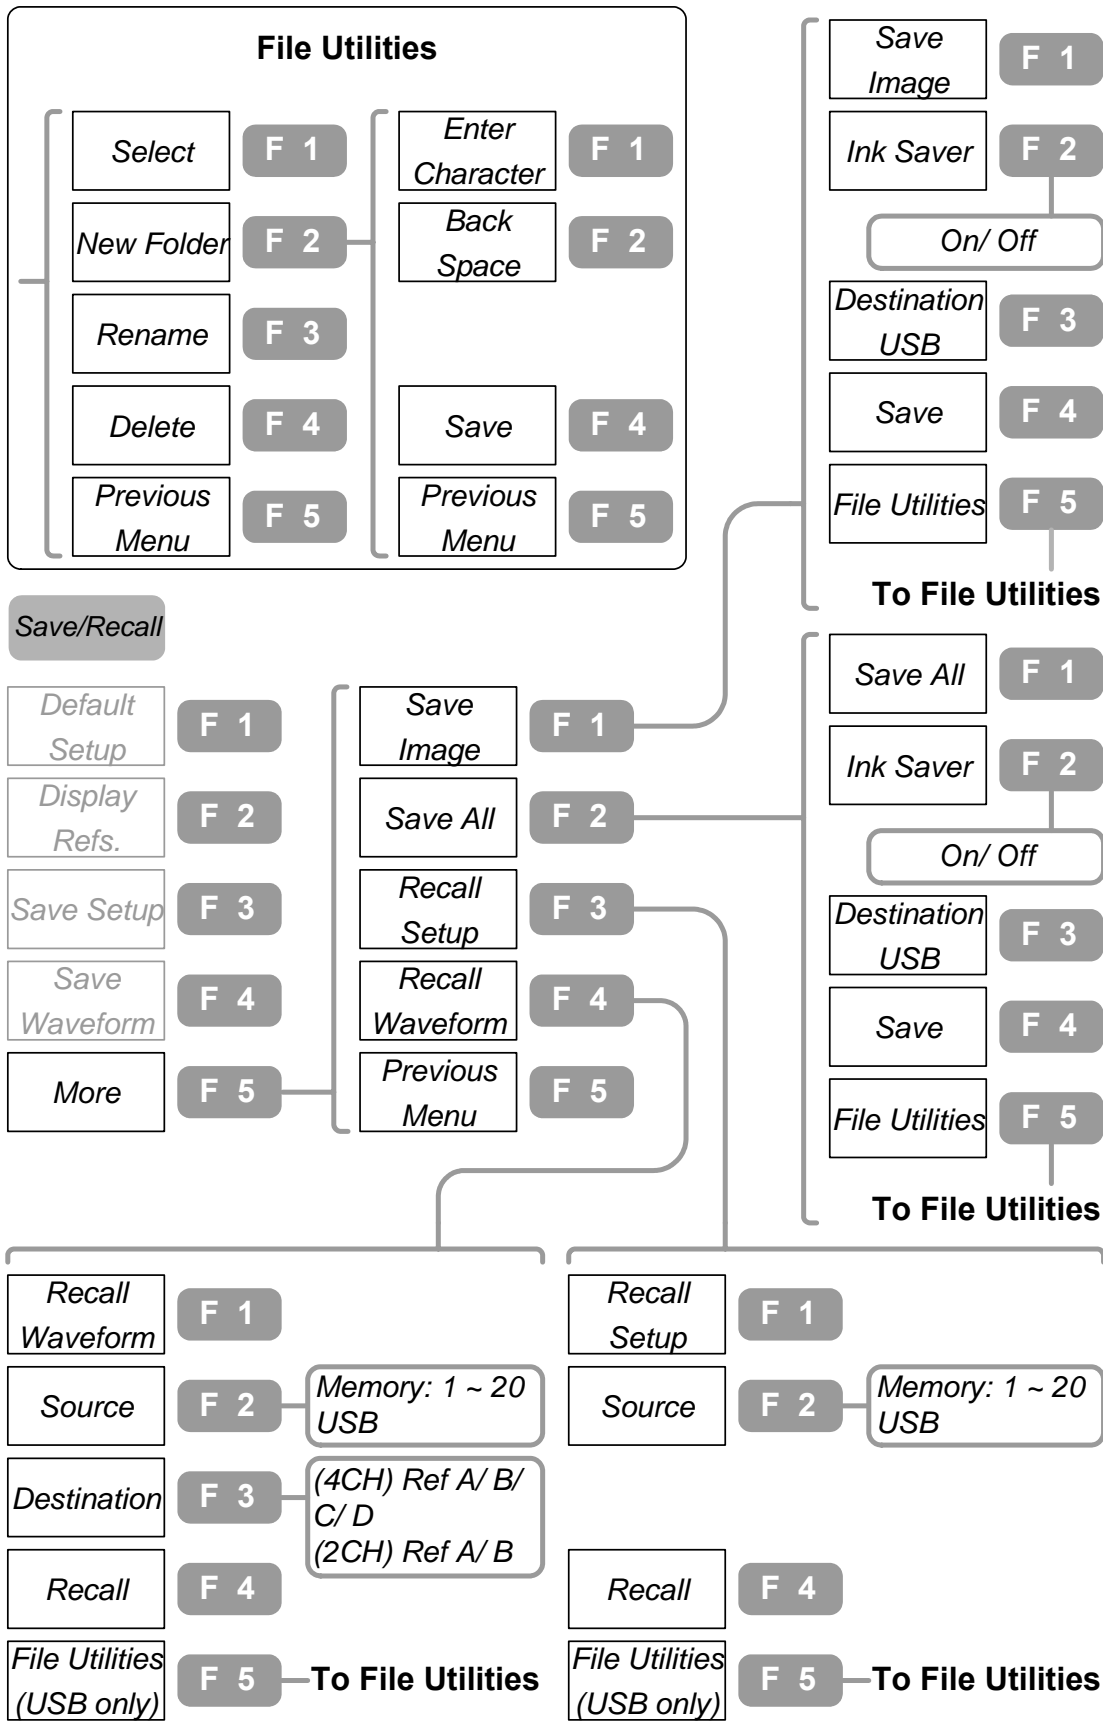 File Utilities
Select
F 1
New Folder
F 2
Rename
F 3
Delete
F 4
Previous
Menu
F 5
Enter
Character
F 1
Back
Space
F 2
Save
F 4
Previous
Menu
F 5
Save
Image
F 1
Ink Saver
F 2
On/ Off
Destination
USB
F 3
Save
F 4
File Utilities
F 5
To File Utilities
Save/Recall
Default
Setup
F 1
Display
Refs.
F 2
Save Setup
F 3
Save
Waveform
F 4
More
F 5
Save
Image
F 1
Save All
F 2
Recall
Setup
F 3
Recall
Waveform
F 4
Previous
Menu
F 5
Save All
F 1
Ink Saver
F 2
On/ Off
Destination
USB
F 3
Save
F 4
File Utilities
F 5
To File Utilities
Recall
Waveform
F 1
Source
F 2
Memory: 1 ~ 20
USB
Destination
F 3
(4CH) Ref A/ B/
C/ D
(2CH) Ref A/ B
Recall
F 4
File Utilities
(USB only)
F 5
To File Utilities
Recall
Setup
F 1
Source
F 2
Memory: 1 ~ 20
USB
Recall
F 4
File Utilities
(USB only)
F 5
To File Utilities